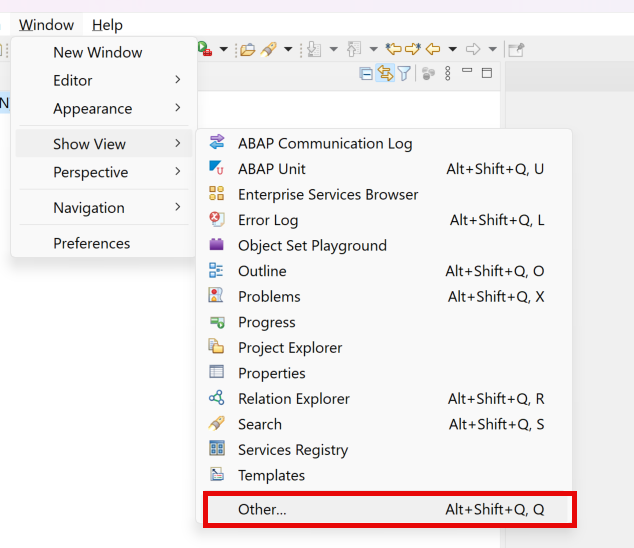 Window Help
New Window
Editor
Appearance
Show View
Perspective
Navigation
Preferences
N
ABAP Communication Log
ABAP Unit Alt+Shift+Q, U
Enterprise Services Browser
Error Log Alt+Shift+Q, L
Object Set Playground
Outline Alt+Shift+Q, O
Problems Alt+Shift+Q, X
Progress
Project Explorer
Properties
Relation Explorer Alt+Shift+Q, R
Search Alt+Shift+Q, S
Services Registry
Templates
Other... Alt+Shift+Q, Q